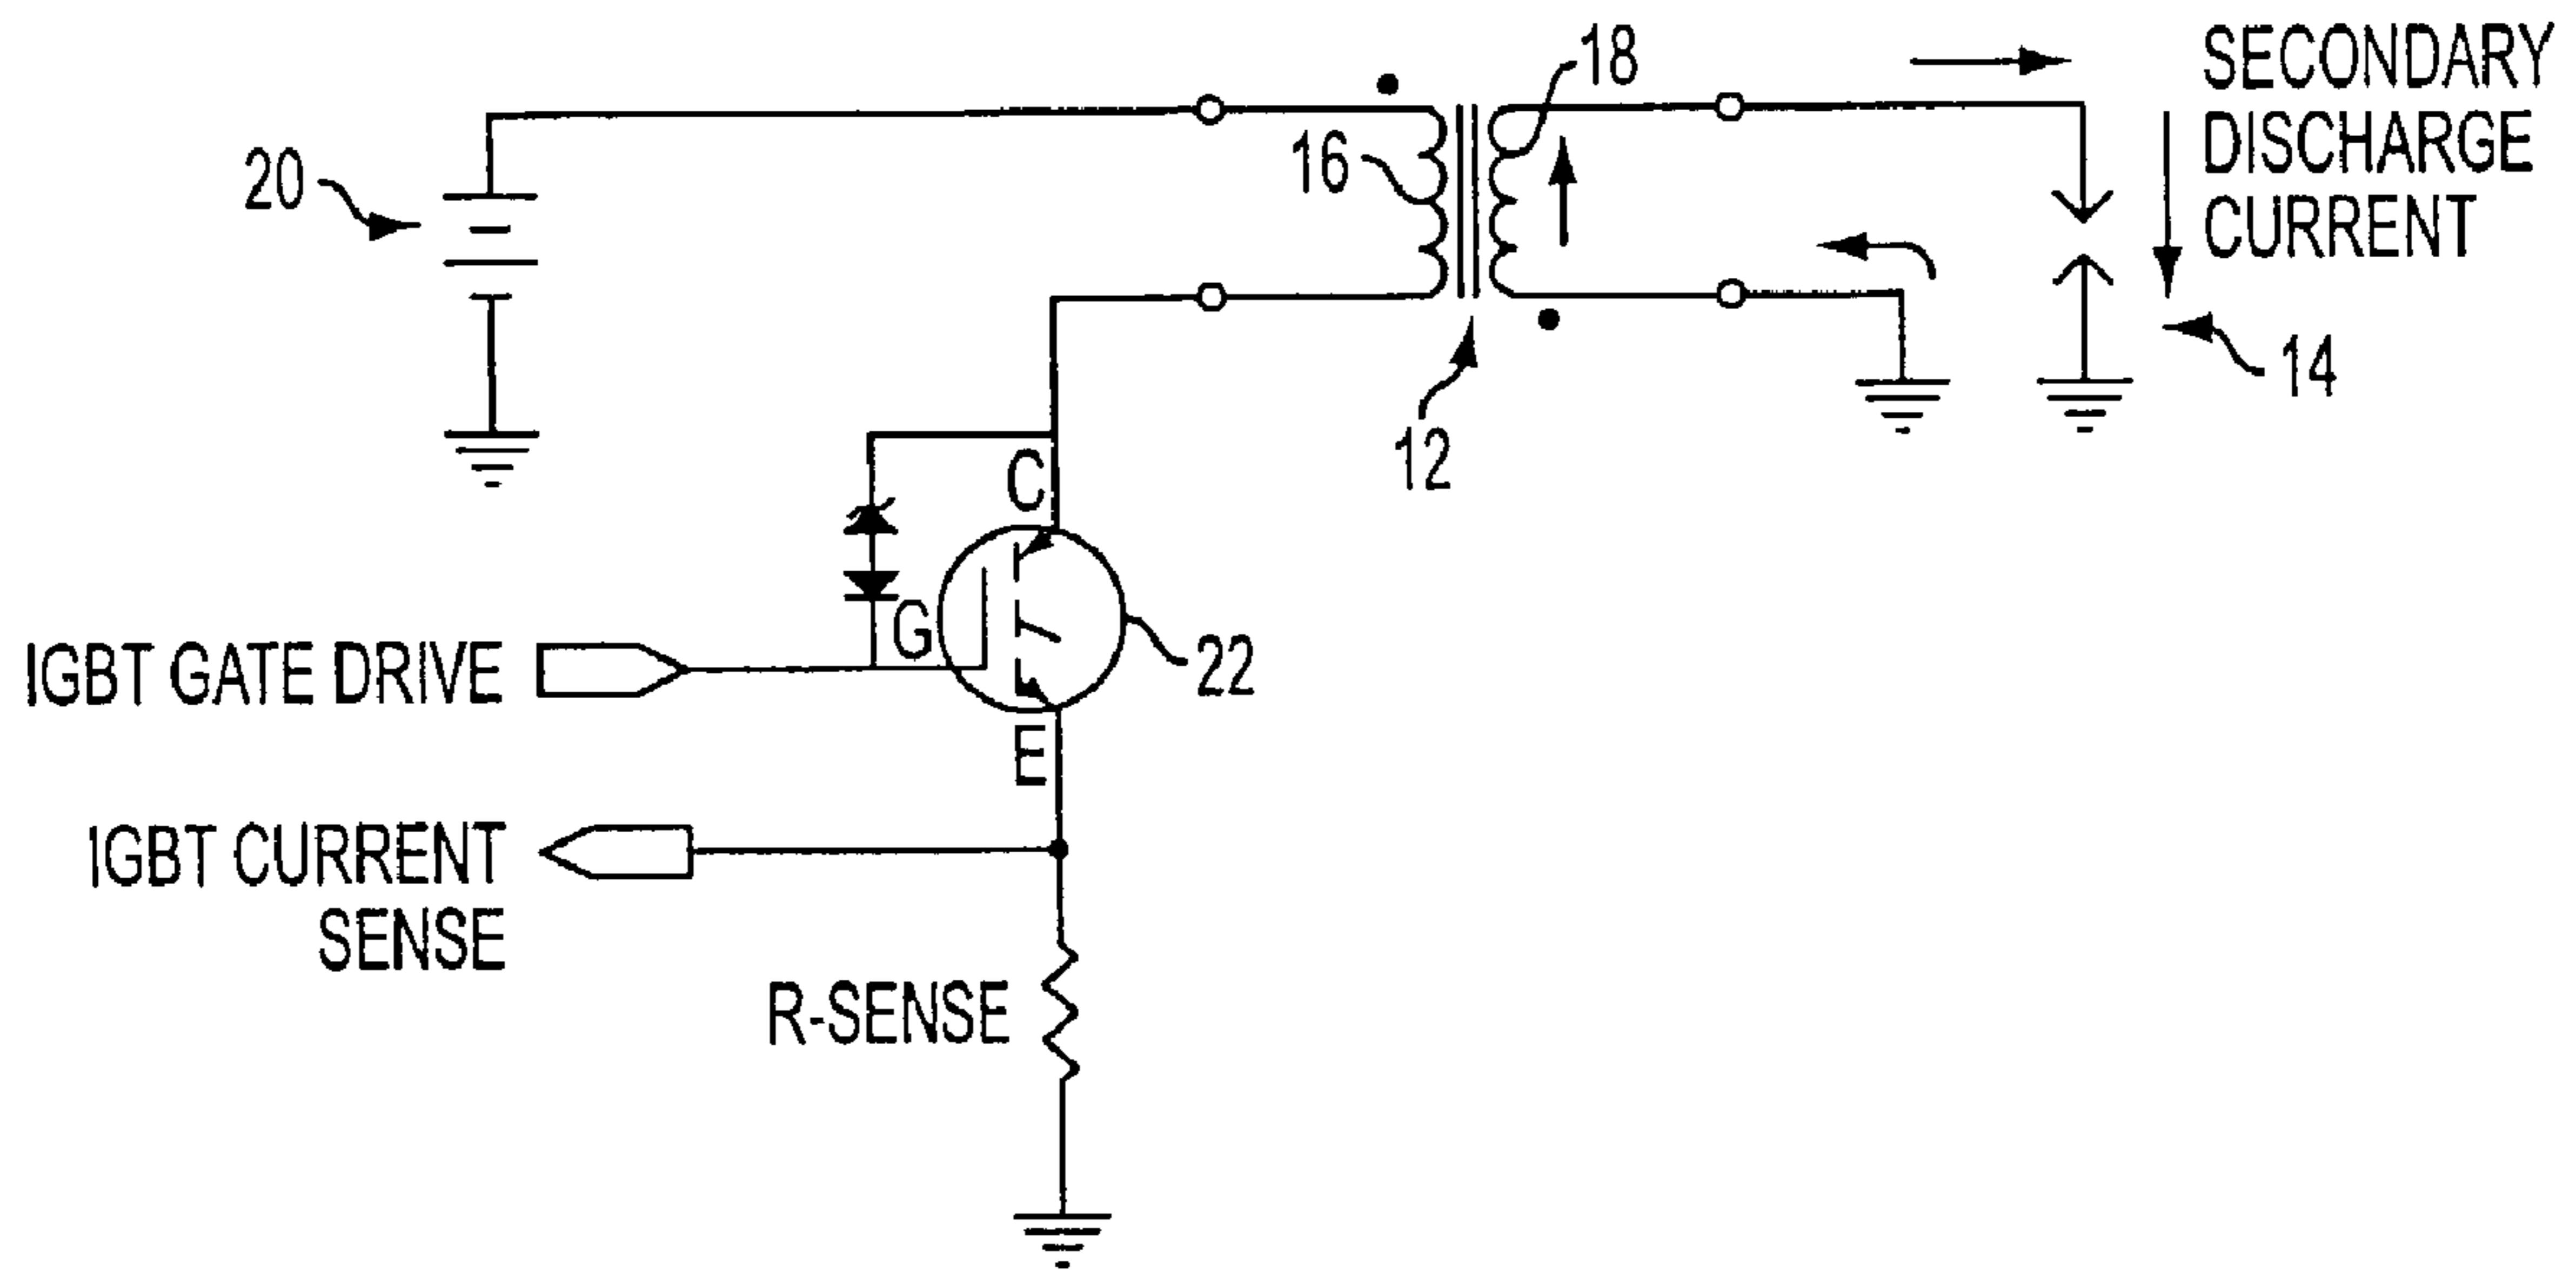 18
SECONDARY
DISCHARGE
CURRENT
16
20
14
12
C
G
IGBT GATE DRIVE
22
E
IGBT CURRENT
SENSE
R-SENSE